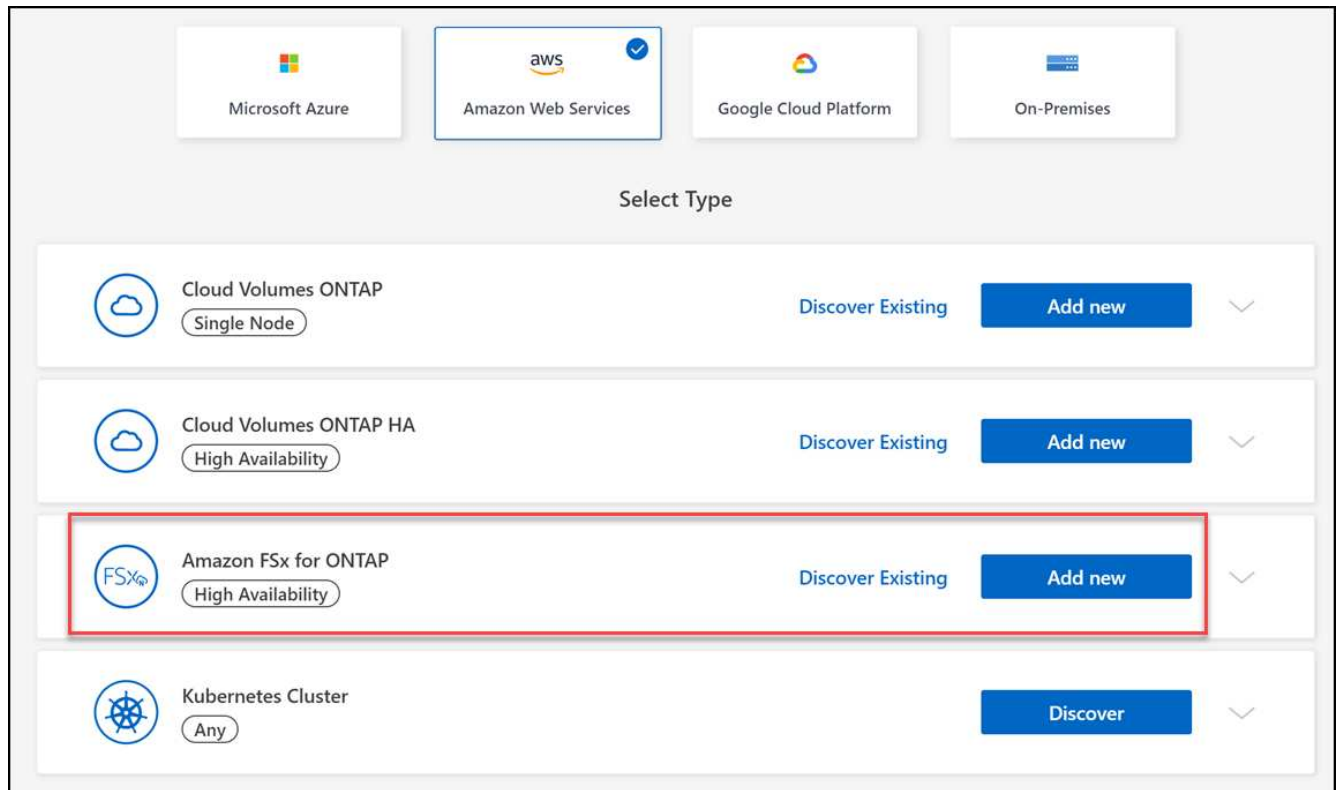 aws
Microsoft Azure
Amazon Web Services
Google Cloud Platform
On-Premises
Select Type
Cloud Volumes ONTAP
Single Node
Discover Existing
Add new
Cloud Volumes ONTAP HA
High Availability
Discover Existing
Add new
FSx
Amazon FSx for ONTAP
High Availability
Discover Existing
Add new
Kubernetes Cluster
Any
Discover